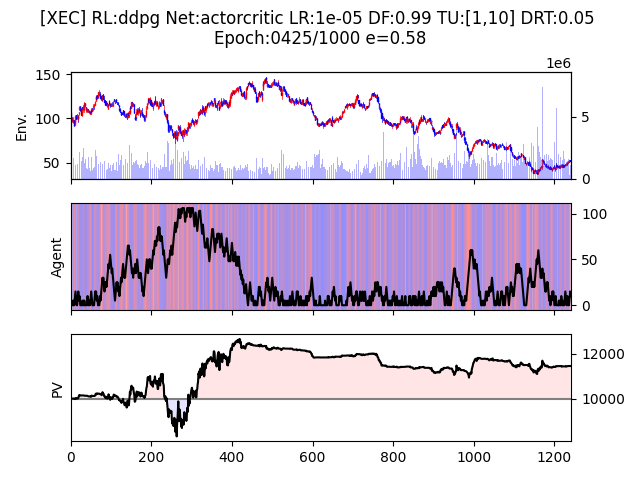 [XEC] RL:ddpg Net:actorcritic LR:1e-05 DF:0.99 TU:[1,10] DRT:0.05
Epoch:0425/1000 e=0.58
1e6
150
100
50
Env.
5
0
Agent
100
50
0
PV
12000
10000
0
200
400
600
800
1000
1200